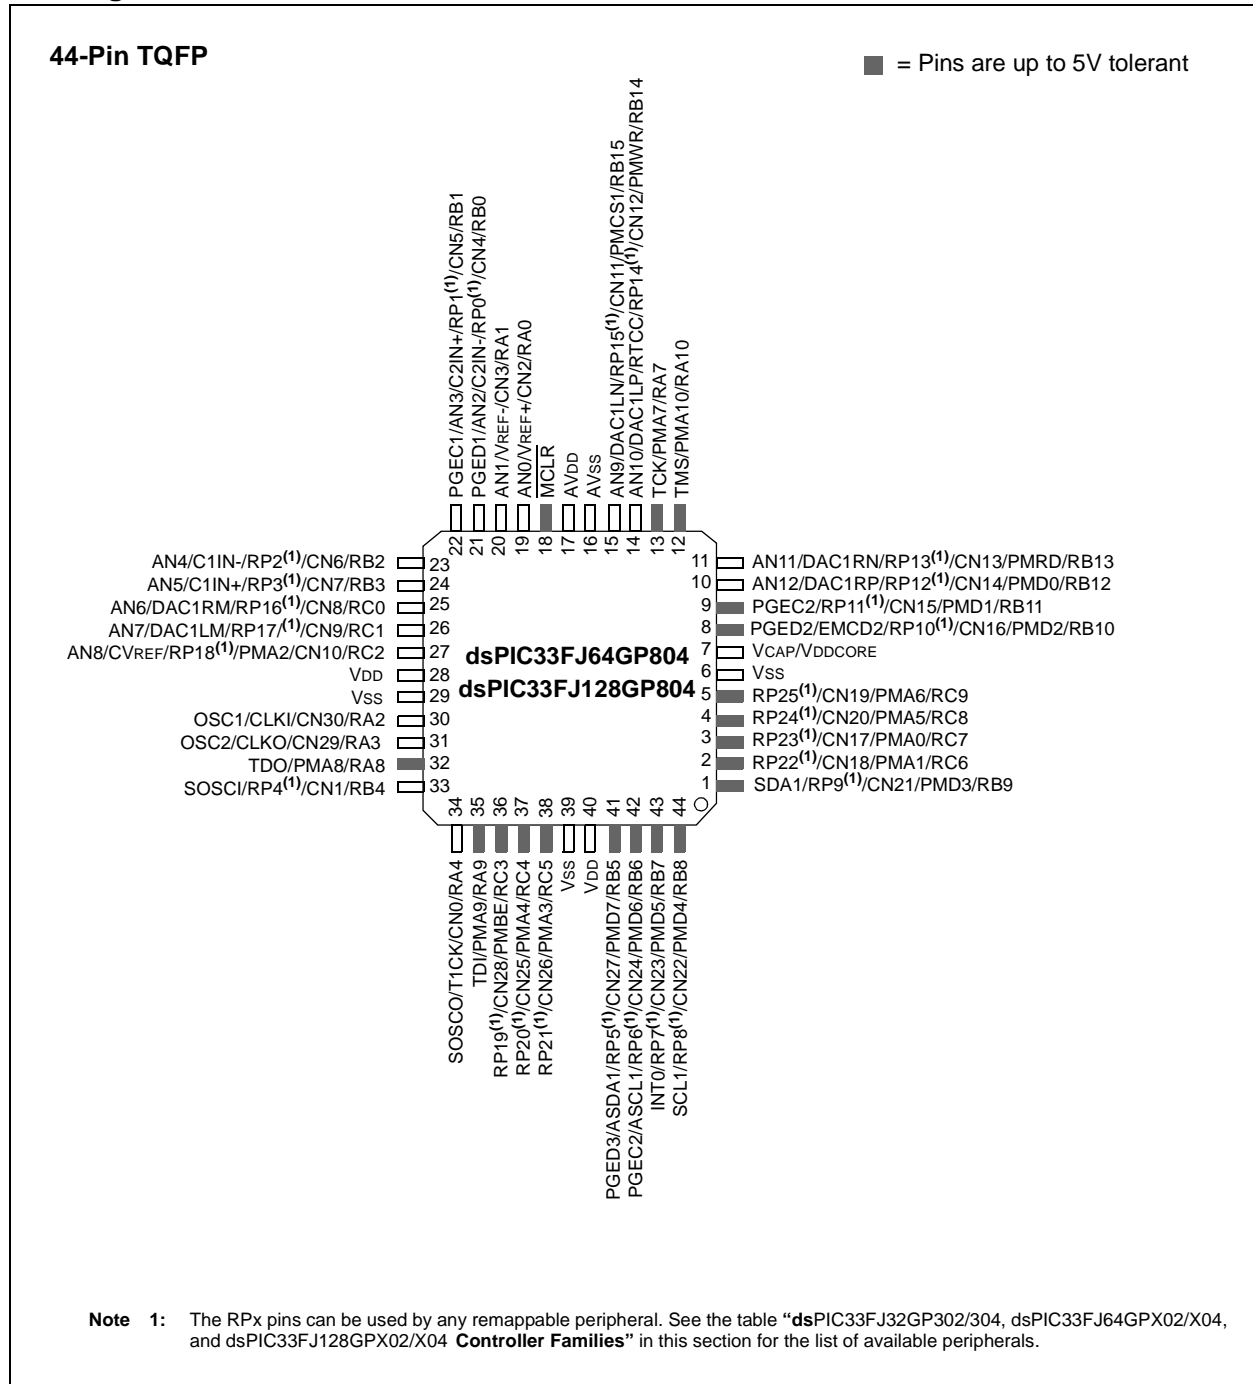 44-Pin TQFP
= Pins are up to 5V tolerant
PGEC1/AN3/C2IN+/RP1(1)/CN5/RB1
PGED1/AN2/C2IN-/RP0(1)/CN4/RB0
AN1/VREF-/CN3/RA1
AN0/VREF+/CN2/RA0
MCLR
AVDD
AVSS
AN9/DAC1LN/RP15(1)/CN11/PMCS1/RB15
AN10/DAC1LP/RTCC/RP14(1)/CN12/PMWR/RB14
TCK/PMA7/RA7
TMS/PMA10/RA10
22 21 20 19 18 17 16 15 14 13 12
AN4/C1IN-/RP2(1)/CN6/RB2 23
AN5/C1IN+/RP3(1)/CN7/RB3 24
AN6/DAC1RM/RP16(1)/CN8/RC0 25
AN7/DAC1LM/RP17/(1)/CN9/RC1 26
AN8/CVREF/RP18(1)/PMA2/CN10/RC2 27
VDD 28
VSS 29
OSC1/CLKI/CN30/RA2 30
OSC2/CLKO/CN29/RA3 31
TDO/PMA8/RA8 32
SOSCI/RP4(1)/CN1/RB4 33
dsPIC33FJ64GP804
dsPIC33FJ128GP804
11 AN11/DAC1RN/RP13(1)/CN13/PMRD/RB13
10 AN12/DAC1RP/RP12(1)/CN14/PMD0/RB12
9 PGEC2/RP11(1)/CN15/PMD1/RB11
8 PGED2/EMCD2/RP10(1)/CN16/PMD2/RB10
7 VCAP/VDDCORE
6 VSS
5 RP25(1)/CN19/PMA6/RC9
4 RP24(1)/CN20/PMA5/RC8
3 RP23(1)/CN17/PMA0/RC7
2 RP22(1)/CN18/PMA1/RC6
1 SDA1/RP9(1)/CN21/PMD3/RB9
34 35 36 37 38 39 40 41 42 43 44
SOSCO/T1CK/CN0/RA4
TDI/PMA9/RA9
RP19(1)/CN28/PMBE/RC3
RP20(1)/CN25/PMA4/RC4
RP21(1)/CN26/PMA3/RC5
VSS
VDD
PGED3/ASDA1/RP5(1)/CN27/PMD7/RB5
PGEC2/ASCL1/RP6(1)/CN24/PMD6/RB6
INT0/RP7(1)/CN23/PMD5/RB7
SCL1/RP8(1)/CN22/PMD4/RB8
Note 1: The RPx pins can be used by any remappable peripheral. See the table “dsPIC33FJ32GP302/304, dsPIC33FJ64GPX02/X04,
and dsPIC33FJ128GPX02/X04 Controller Families” in this section for the list of available peripherals.